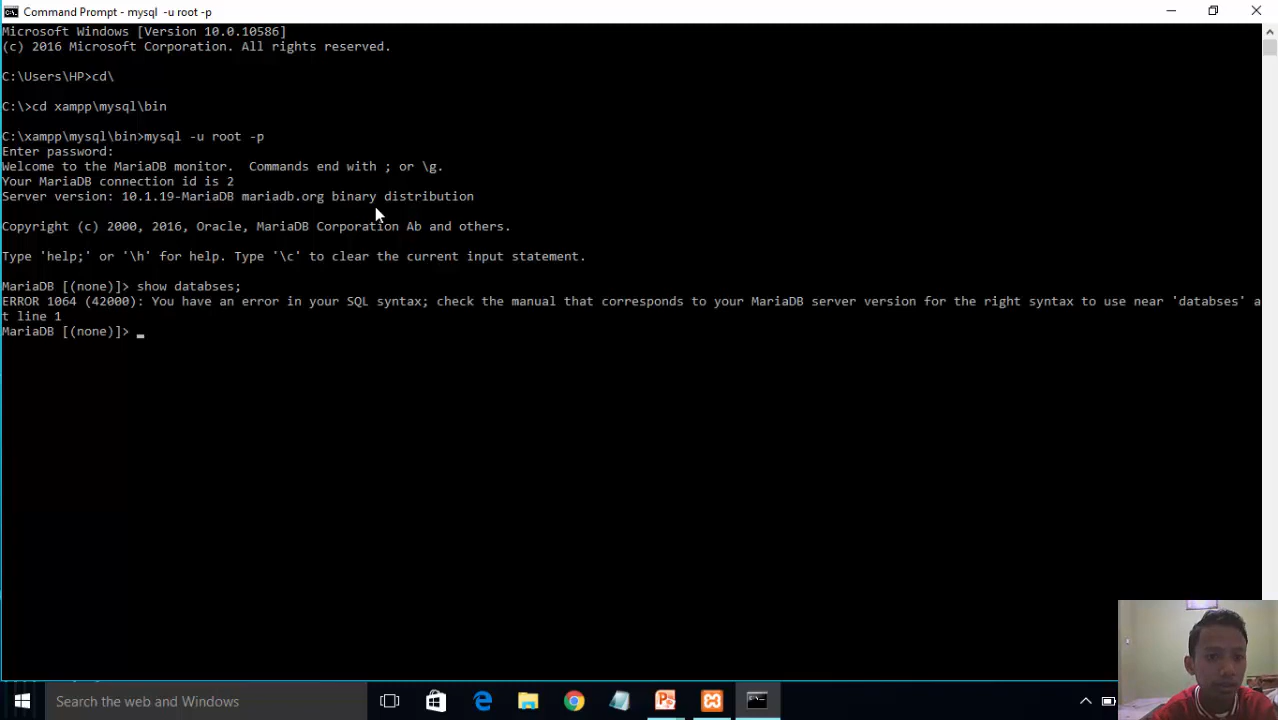 Command Prompt - mysql -u root -p
Microsoft Windows [Version 10.0.10586]
(c) 2016 Microsoft Corporation. All rights reserved.
C:\Users\HP>cd\
C:\>cd xampp\mysql\bin
C:\xampp\mysql\bin>mysql -u root -p
Enter password:
Welcome to the MariaDB monitor.  Commands end with ; or \g.
Your MariaDB connection id is 2
Server version: 10.1.19-MariaDB mariadb.org binary distribution
Copyright (c) 2000, 2016, Oracle, MariaDB Corporation Ab and others.
Type 'help;' or '\h' for help. Type '\c' to clear the current input statement.
MariaDB [(none)]> show databses;
ERROR 1064 (42000): You have an error in your SQL syntax; check the manual that corresponds to your MariaDB server version for the right syntax to use near 'databses' a
t line 1
MariaDB [(none)]> _
Search the web and Windows